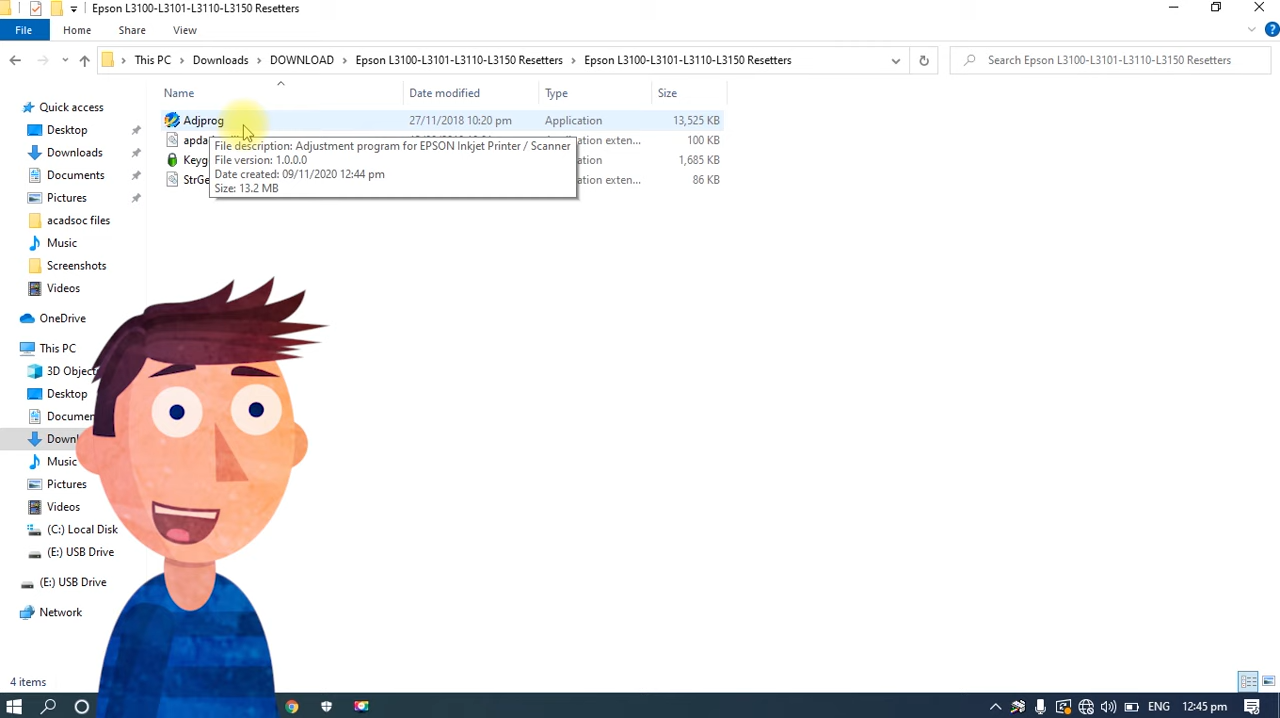 Epson L3100-L3101-L3110-L3150 Resetters
File Home Share View
This PC Downloads DOWNLOAD Epson L3100-L3101-L3110-L3150 Resetters Epson L3100-L3101-L3110-L3150 Resetters Search Epson L3100-L3101-L3110-L3150 Resetters
Name Date modified Type Size
Adjprog 27/11/2018 10:20 pm Application 13,525 KB
ation exten... 100 KB
ation 1,685 KB
ation exten... 86 KB
File description: Adjustment program for EPSON Inkjet Printer / Scanner
File version: 1.0.0.0
Date created: 09/11/2020 12:44 pm
Size: 13.2 MB
Quick access
Desktop
Downloads
Documents
Pictures
acadsoc files
Music
Screenshots
Videos
OneDrive
This PC
3D Object
Desktop
Documen
Downl
Music
Pictures
Videos
(C:) Local Disk
(E:) USB Drive
(E:) USB Drive
Network
4 items
ENG 12:45 pm